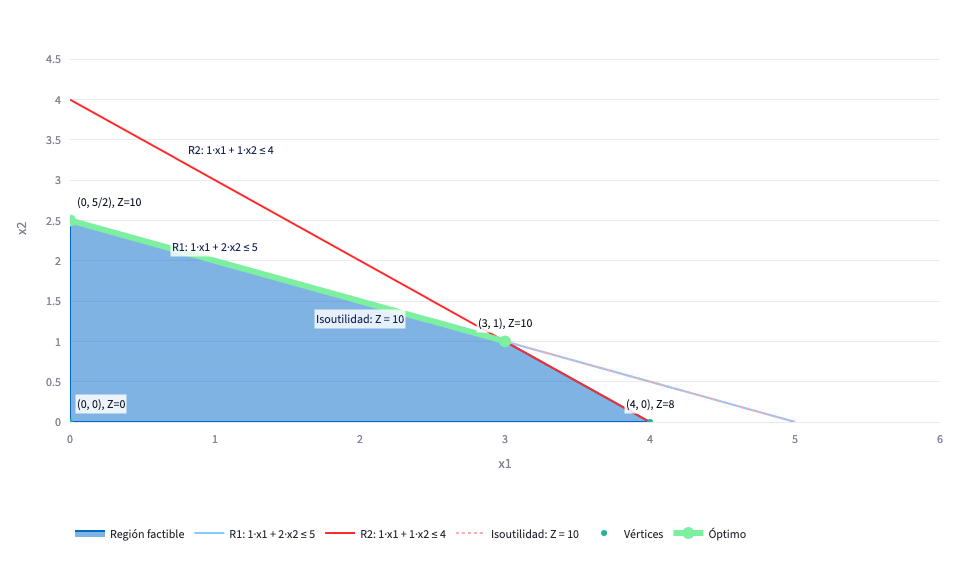 4.5
4
R2: 1·x1 + 1·x2 ≤ 4
3.5
3
(0, 5/2), Z=10
2.5
x2
R1: 1·x1 + 2·x2 ≤ 5
2
1.5
Isoutilidad: Z = 10
(3, 1), Z=10
1
0.5
(0, 0), Z=0
(4, 0), Z=8
0
0 1 2 3 4 5 6
x1
Región factible R1: 1·x1 + 2·x2 ≤ 5 R2: 1·x1 + 1·x2 ≤ 4 Isoutilidad: Z = 10 Vértices Óptimo